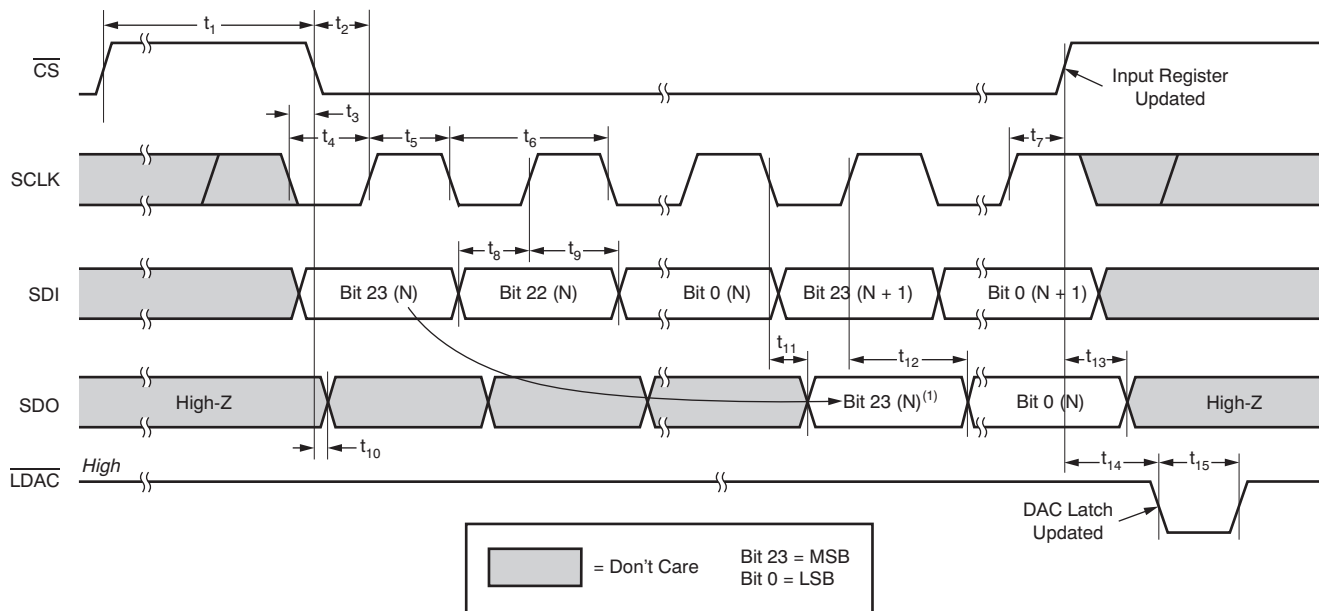 t1
t2
CS
Input Register
Updated
t3
t4
t5
t6
t7
SCLK
t8
t9
SDI
Bit 23 (N)
Bit 22 (N)
Bit 0 (N)
Bit 23 (N + 1)
Bit 0 (N + 1)
t11
t12
t13
SDO
High-Z
Bit 23 (N)(1)
Bit 0 (N)
High-Z
t10
LDAC
High
t14
t15
DAC Latch
Updated
= Don't Care
Bit 23 = MSB
Bit 0 = LSB